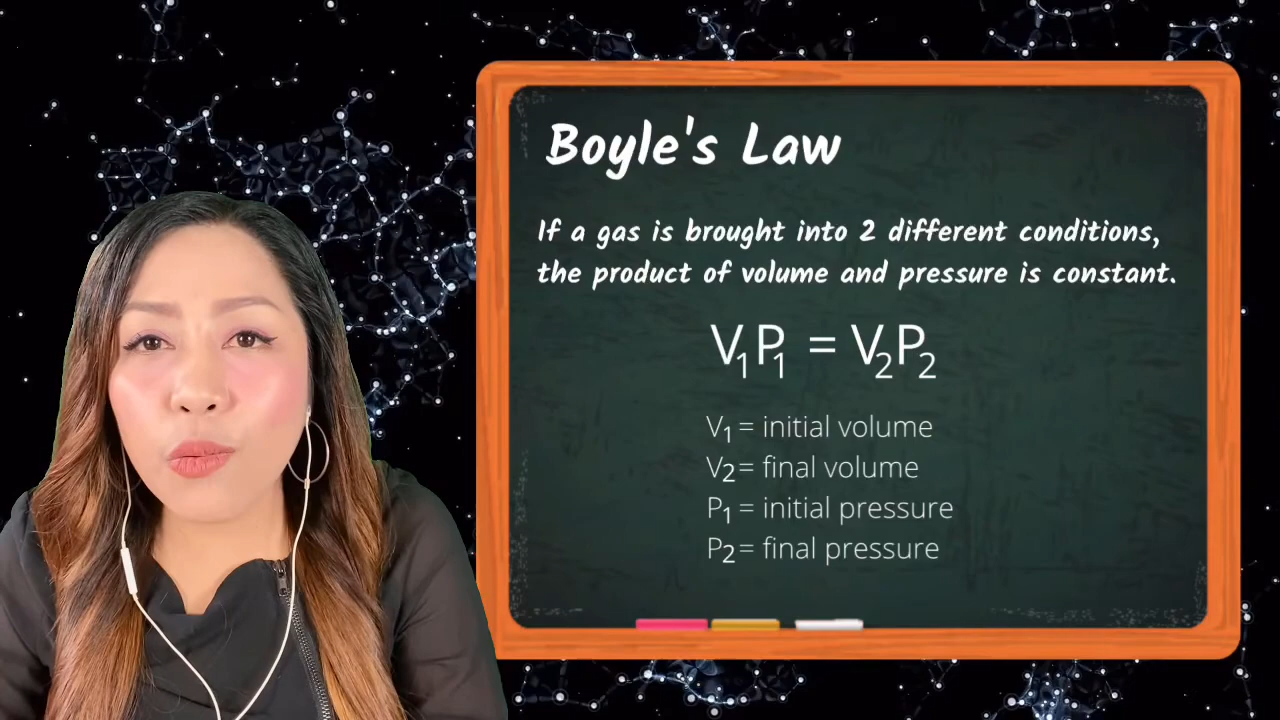 Boyle's Law
If a gas is brought into 2 different conditions,
the product of volume and pressure is constant.
V₁P₁ = V₂P₂
V₁ = initial volume
V₂ = final volume
P₁ = initial pressure
P₂ = final pressure